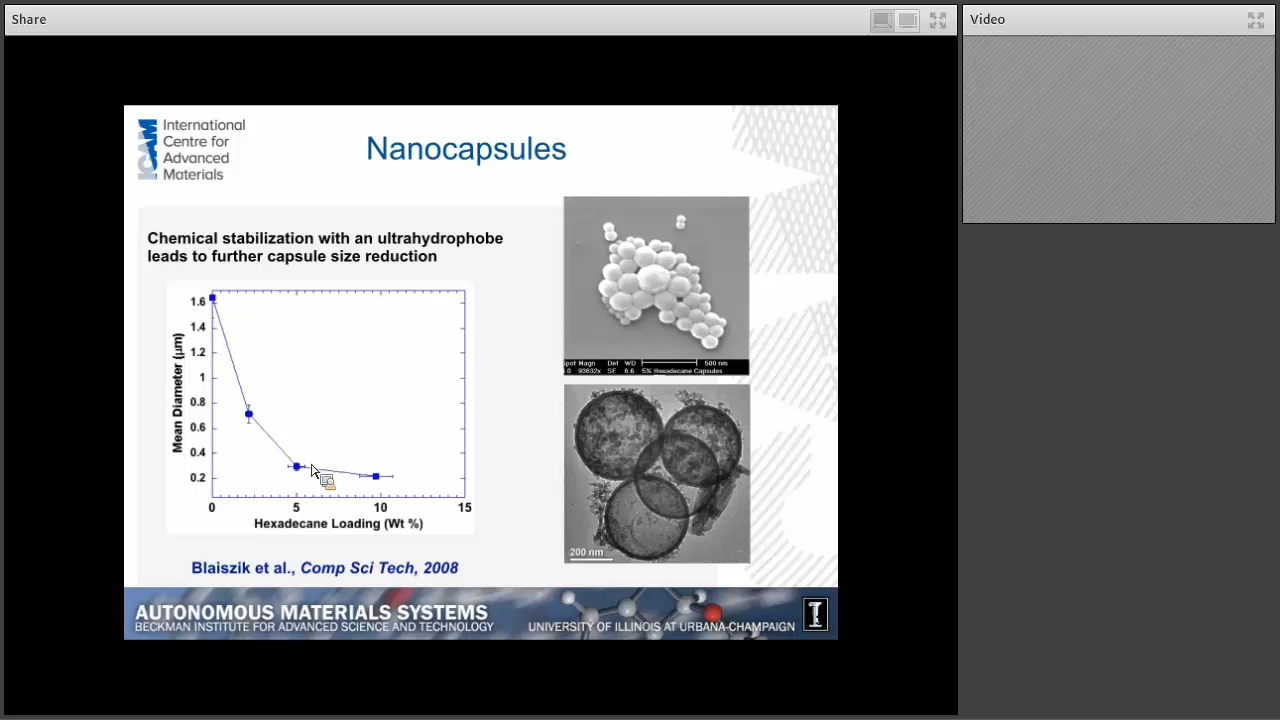 Share
Video
International
Centre for
Advanced
Materials
ICAM
Nanocapsules
Chemical stabilization with an ultrahydrophobe
leads to further capsule size reduction
1.6
1.4
1.2
1
0.8
0.6
0.4
0.2
Mean Diameter (μm)
0 5 10 15
Hexadecane Loading (Wt %)
Blaiszik et al., Comp Sci Tech, 2008
Spot Magn Det WD 500 nm
.0 93632x SE 6.6 5% Hexadecane Capsules
200 nm
AUTONOMOUS MATERIALS SYSTEMS
BECKMAN INSTITUTE FOR ADVANCED SCIENCE AND TECHNOLOGY
UNIVERSITY OF ILLINOIS AT URBANA-CHAMPAIGN
I